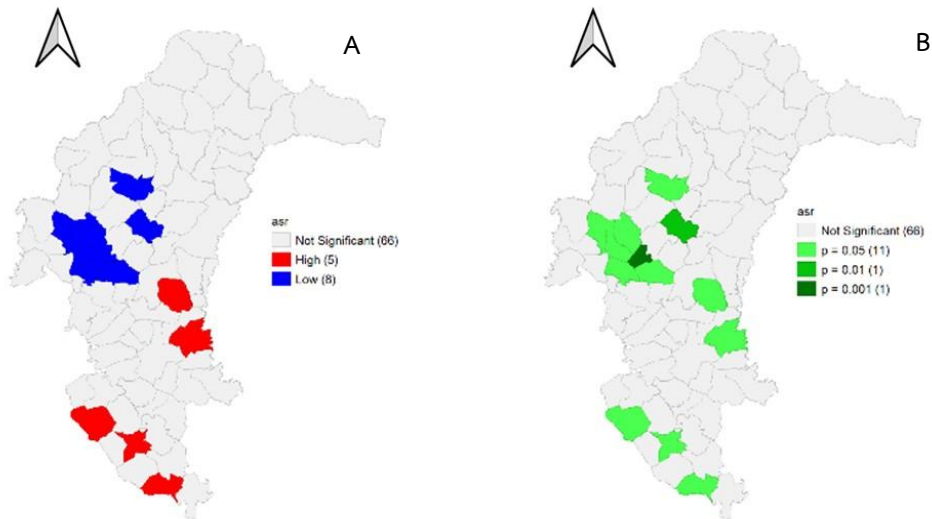 A
asr
Not Significant (66)
High (5)
Low (8)
B
asr
Not Significant (66)
p = 0.05 (11)
p = 0.01 (1)
p = 0.001 (1)